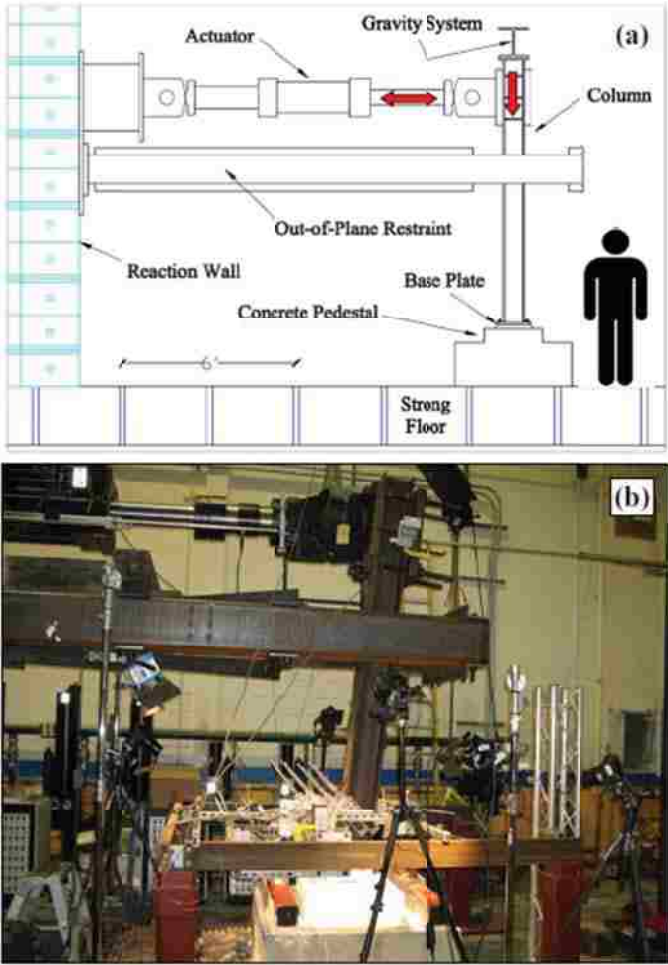 Gravity System
(a)
Actuator
Column
Out-of-Plane Restraint
Reaction Wall
Base Plate
Concrete Pedestal
6'
Strong
Floor
(b)